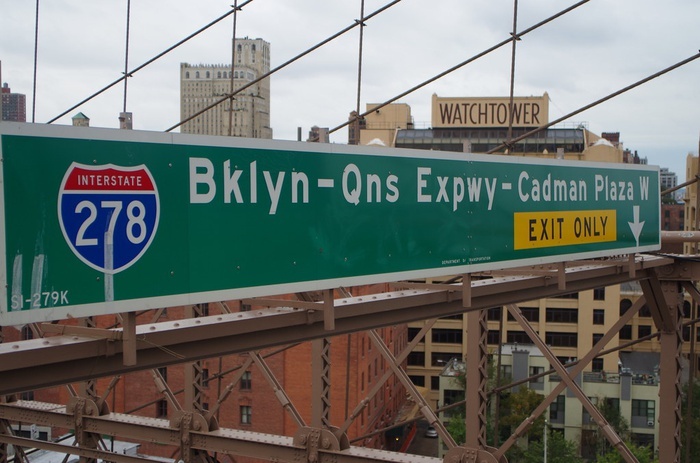 WATCHTOWER
INTERSTATE
278
Bklyn-Qns Expwy-Cadman Plaza W
EXIT ONLY
SI-279K